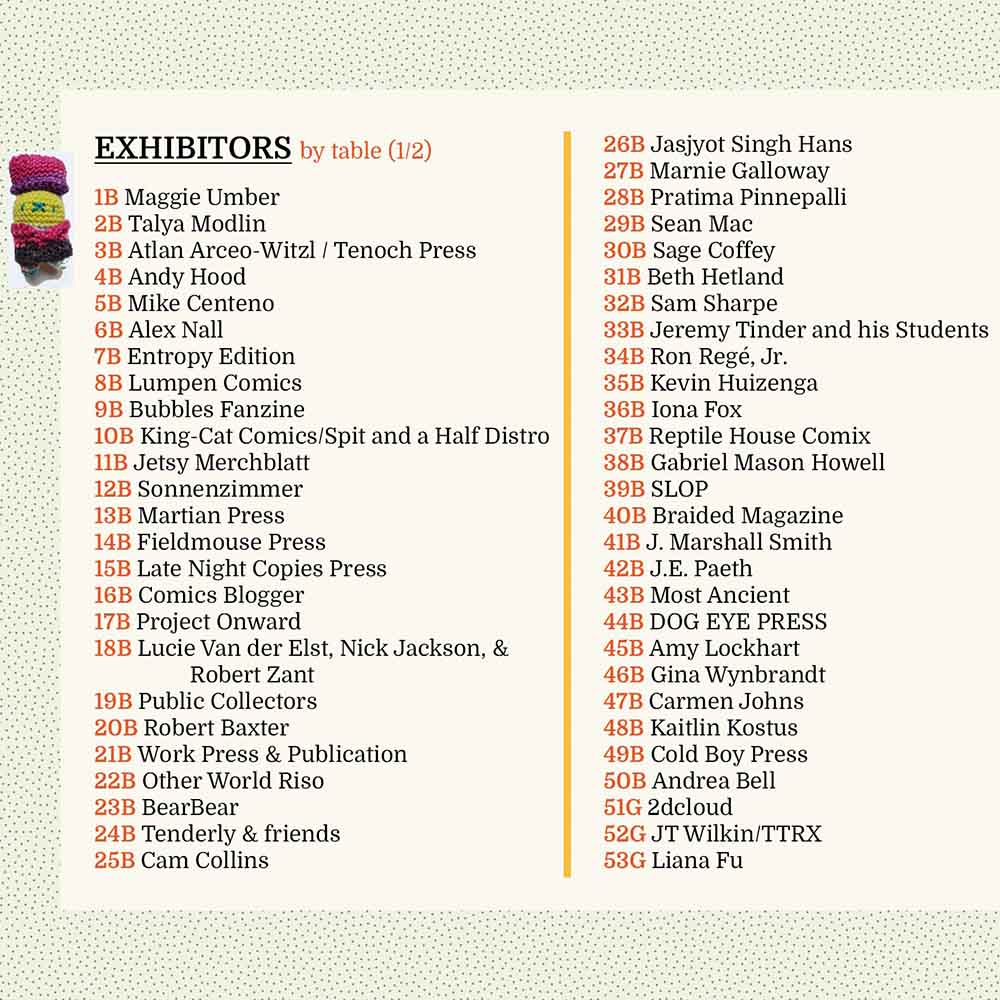 EXHIBITORS by table (1/2)
1B Maggie Umber
2B Talya Modlin
3B Atlan Arceo-Witzl / Tenoch Press
4B Andy Hood
5B Mike Centeno
6B Alex Nall
7B Entropy Edition
8B Lumpen Comics
9B Bubbles Fanzine
10B King-Cat Comics/Spit and a Half Distro
11B Jetsy Merchblatt
12B Sonnenzimmer
13B Martian Press
14B Fieldmouse Press
15B Late Night Copies Press
16B Comics Blogger
17B Project Onward
18B Lucie Van der Elst, Nick Jackson, &
Robert Zant
19B Public Collectors
20B Robert Baxter
21B Work Press & Publication
22B Other World Riso
23B BearBear
24B Tenderly & friends
25B Cam Collins
26B Jasjyot Singh Hans
27B Marnie Galloway
28B Pratima Pinnepalli
29B Sean Mac
30B Sage Coffey
31B Beth Hetland
32B Sam Sharpe
33B Jeremy Tinder and his Students
34B Ron Regé, Jr.
35B Kevin Huizenga
36B Iona Fox
37B Reptile House Comix
38B Gabriel Mason Howell
39B SLOP
40B Braided Magazine
41B J. Marshall Smith
42B J.E. Paeth
43B Most Ancient
44B DOG EYE PRESS
45B Amy Lockhart
46B Gina Wynbrandt
47B Carmen Johns
48B Kaitlin Kostus
49B Cold Boy Press
50B Andrea Bell
51G 2dcloud
52G JT Wilkin/TTRX
53G Liana Fu